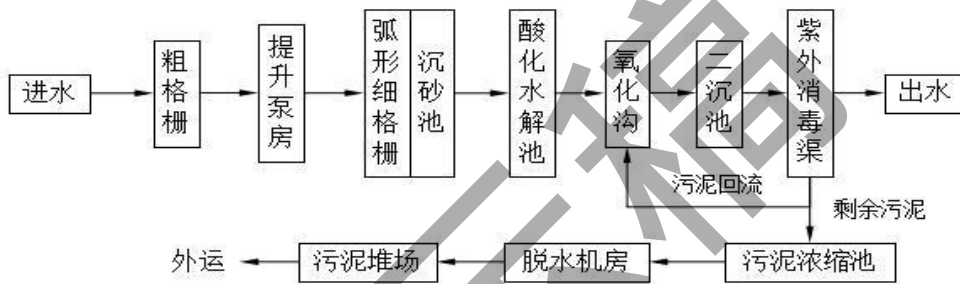 进水
粗格栅
提升泵房
弧形细格栅
沉砂池
酸化水解池
氧化沟
二沉池
紫外消毒渠
出水
污泥回流
剩余污泥
外运
污泥堆场
脱水机房
污泥浓缩池
稿